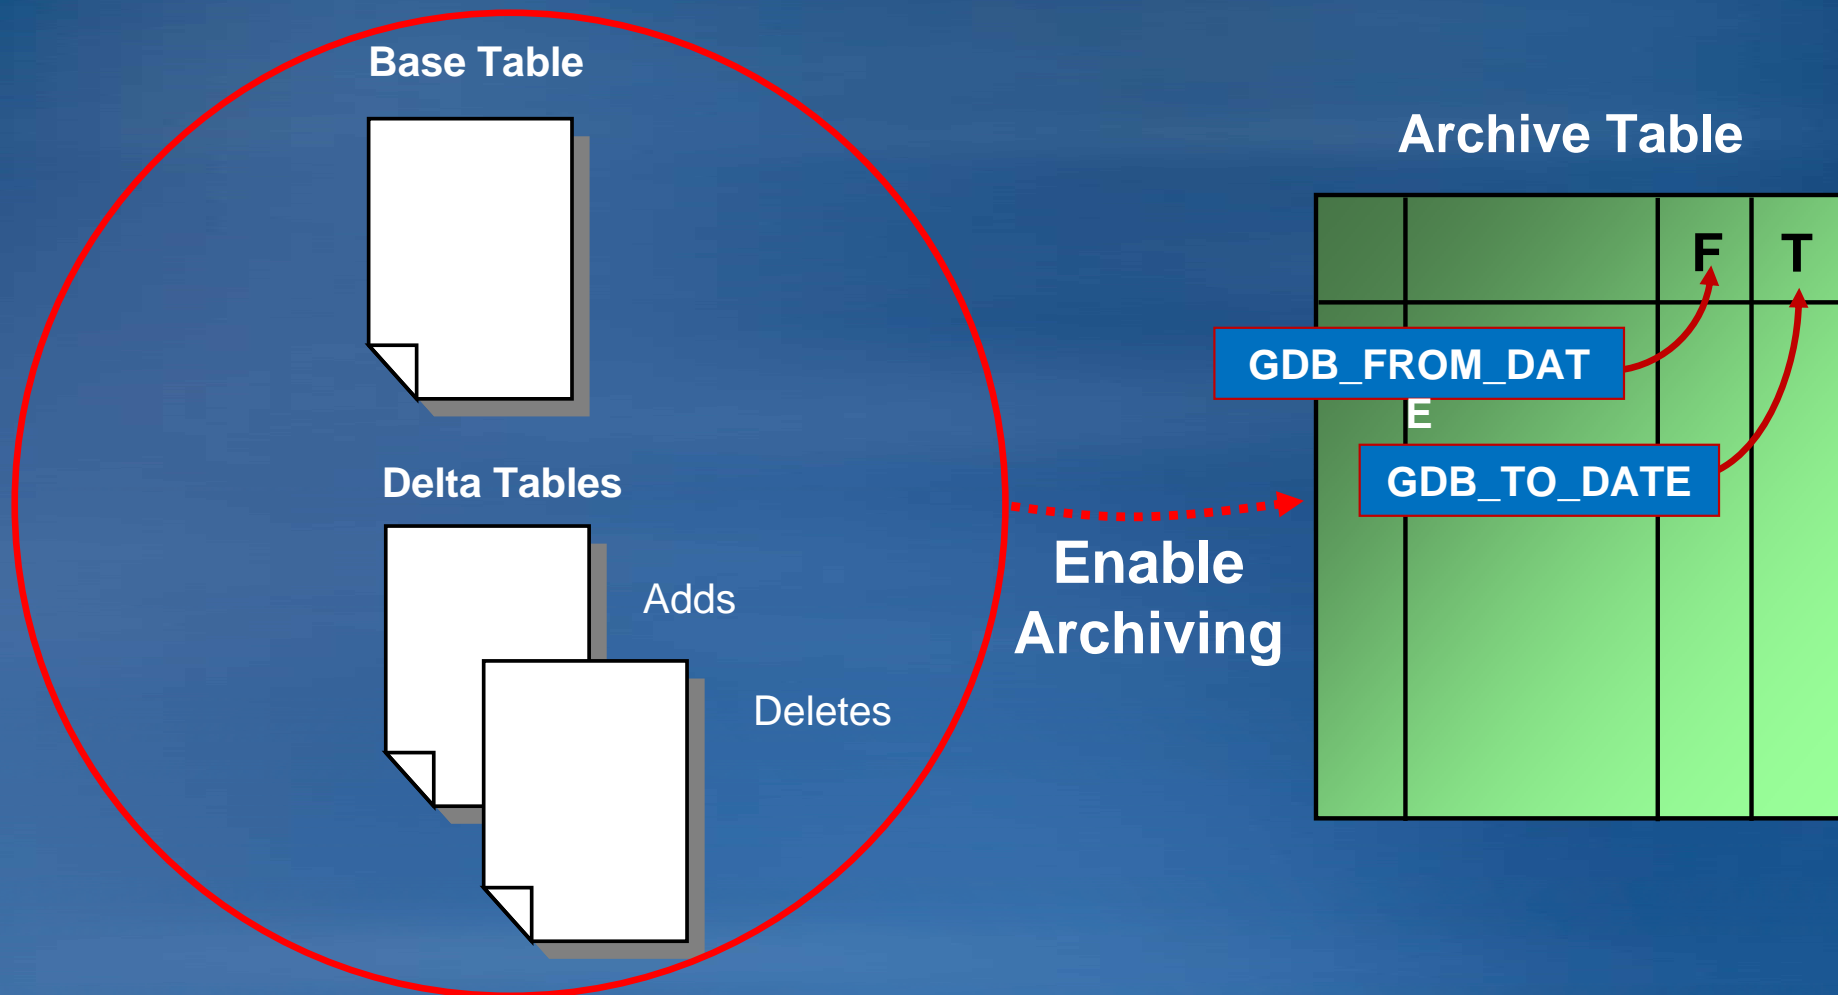 Base Table
Delta Tables
Adds
Deletes
Enable
Archiving
Archive Table
F T
GDB_FROM_DAT
E
GDB_TO_DATE